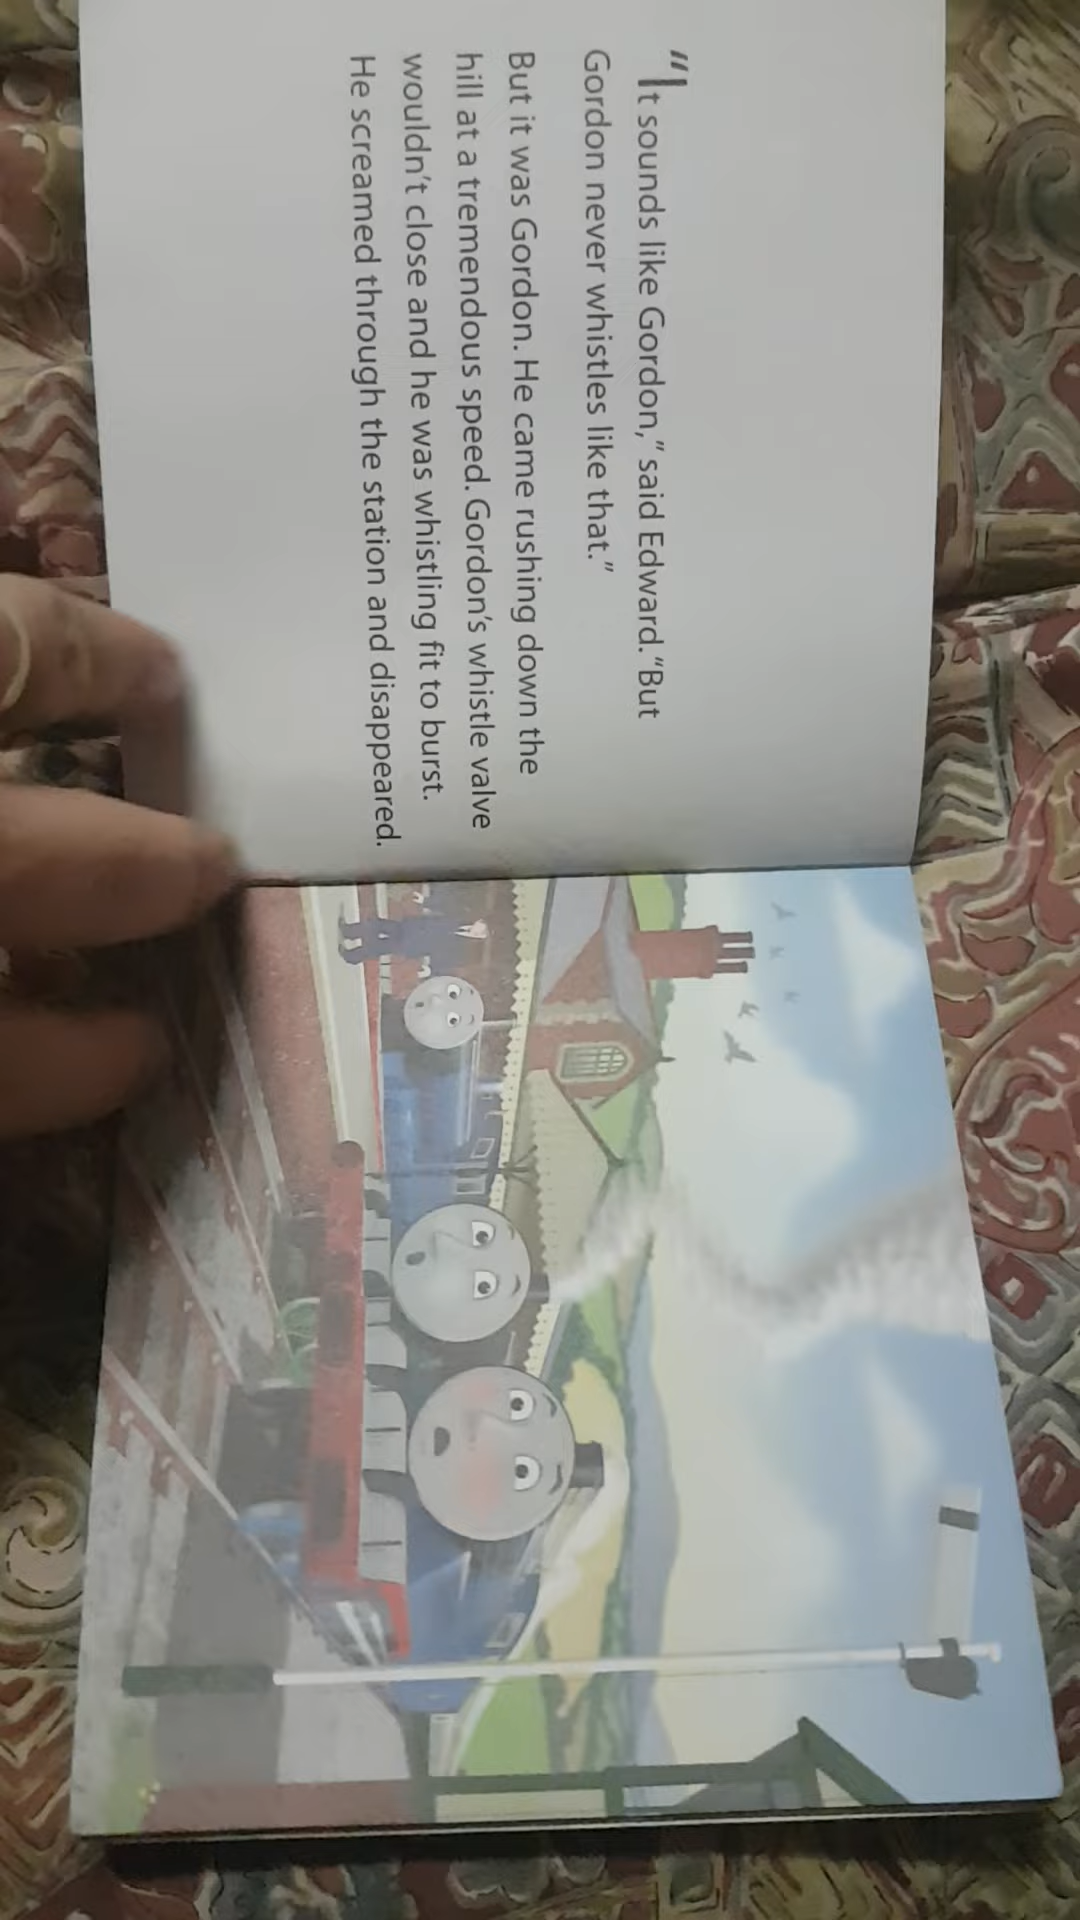 “It sounds like Gordon,” said Edward. “But
Gordon never whistles like that.”
But it was Gordon. He came rushing down the
hill at a tremendous speed. Gordon’s whistle valve
wouldn’t close and he was whistling fit to burst.
He screamed through the station and disappeared.